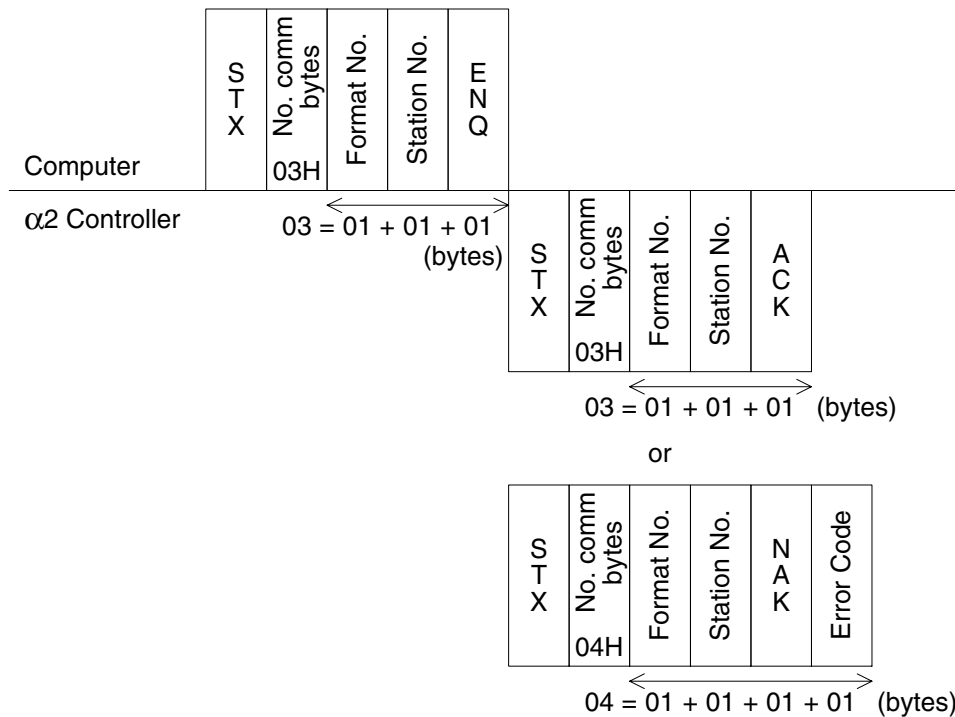 STX
No. comm bytes
03H
Format No.
Station No.
ENQ
Computer
α2 Controller
03 = 01 + 01 + 01
(bytes)
STX
No. comm bytes
03H
Format No.
Station No.
ACK
03 = 01 + 01 + 01 (bytes)
or
STX
No. comm bytes
04H
Format No.
Station No.
NAK
Error Code
04 = 01 + 01 + 01 + 01 (bytes)